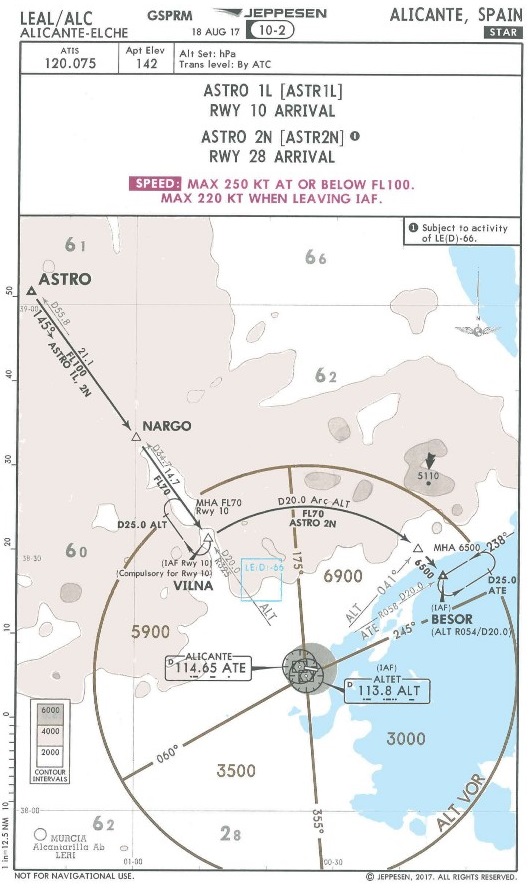 LEAL/ALC
ALICANTE-ELCHE
GSPRM
JEPPESEN
18 AUG 17
10-2
ALICANTE, SPAIN
STAR
ATIS
120.075
Apt Elev
142
Alt Set: hPa
Trans level: By ATC
ASTRO 1L [ASTR1L]
RWY 10 ARRIVAL
ASTRO 2N [ASTR2N] 1
RWY 28 ARRIVAL
SPEED: MAX 250 KT AT OR BELOW FL100.
MAX 220 KT WHEN LEAVING IAF.
1 Subject to activity
of LE(D)-66.
61
66
ASTRO
D55.8
39-00
145°
21.1
FL100
ASTRO 1L, 2N
62
NARGO
D34.7
14.7
FL70
5110
MHA FL70
Rwy 10
D20.0 Arc ALT
FL70
ASTRO 2N
D25.0 ALT
175°
MHA 6500
238°
38-30
60
(IAF Rwy 10)
(Compulsory for Rwy 10)
VILNA
D20.0
R325
LE(D)-66
6900
6500
D25.0
ATE
ALT
ALT 041°
ATE R058 D20.0
(IAF)
BESOR
(ALT R054/D20.0)
5900
245°
ALICANTE
D 114.65 ATE
(IAF)
ALTET
D 113.8 ALT
6000
4000
2000
CONTOUR
INTERVALS
060°
3500
3000
355°
ALT VOR
38-00
62
28
MURCIA
Alcantarilla Ab
LERI
01-00
00-30
50
40
30
20
10
0
10
1 in=12.5 NM
NOT FOR NAVIGATIONAL USE.
© JEPPESEN, 2017. ALL RIGHTS RESERVED.